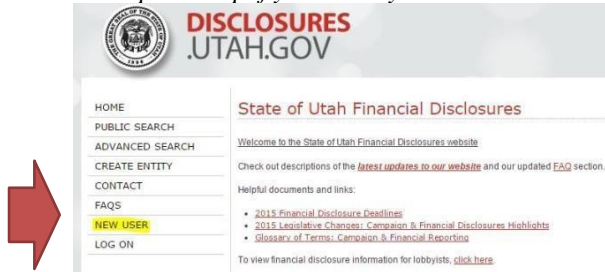 DISCLOSURES
.UTAH.GOV
HOME
PUBLIC SEARCH
ADVANCED SEARCH
CREATE ENTITY
CONTACT
FAQS
NEW USER
LOG ON
State of Utah Financial Disclosures
Welcome to the State of Utah Financial Disclosures website
Check out descriptions of the latest updates to our website and our updated FAQ section.
Helpful documents and links:
2015 Financial Disclosure Deadlines
2015 Legislative Changes: Campaign & Financial Disclosures Highlights
Glossary of Terms: Campaign & Financial Reporting
To view financial disclosure information for lobbyists, click here.